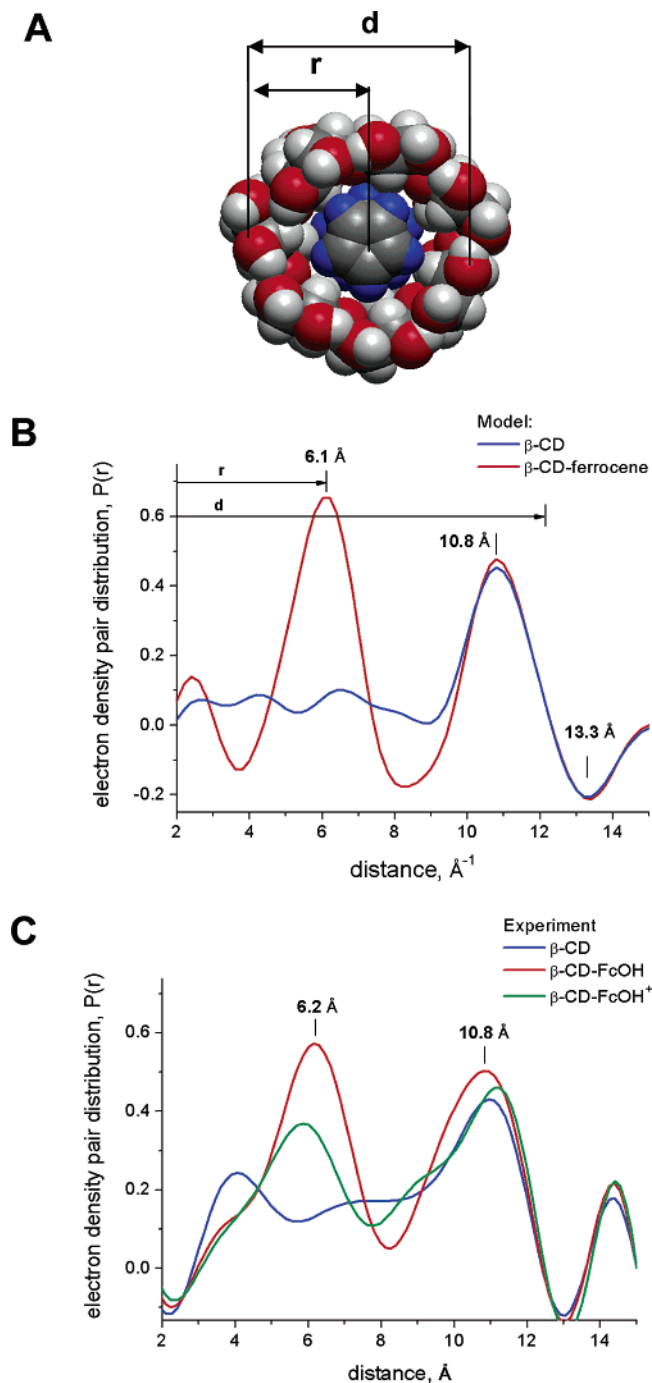 A
d
r
B
Model:
β-CD
β-CD-ferrocene
6.1 Å
r
d
10.8 Å
13.3 Å
0.6
0.4
0.2
0.0
-0.2
electron density pair distribution, P(r)
2 4 6 8 10 12 14
distance, Å⁻¹
C
Experiment
β-CD
β-CD-FcOH
β-CD-FcOH⁺
6.2 Å
10.8 Å
0.6
0.4
0.2
0.0
electron density pair distribution, P(r)
2 4 6 8 10 12 14
distance, Å